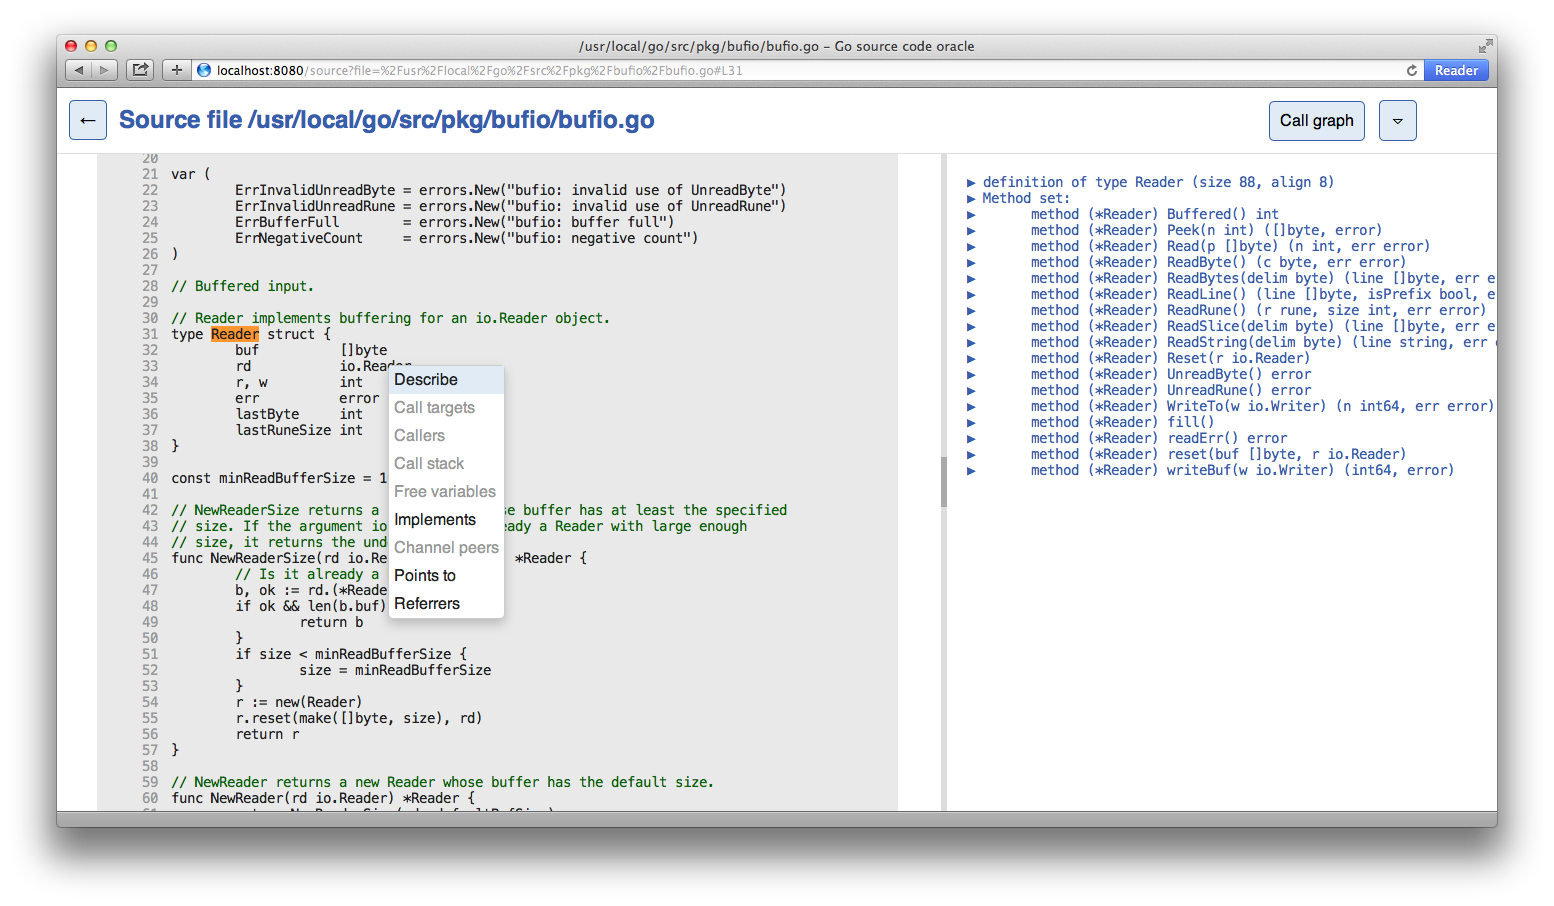 /usr/local/go/src/pkg/bufio/bufio.go – Go source code oracle
localhost:8080/source?file=%2Fusr%2Flocal%2Fgo%2Fsrc%2Fpkg%2Fbufio%2Fbufio.go#L31
Reader
← Source file /usr/local/go/src/pkg/bufio/bufio.go
Call graph
20
21 var (
22 ErrInvalidUnreadByte = errors.New("bufio: invalid use of UnreadByte")
23 ErrInvalidUnreadRune = errors.New("bufio: invalid use of UnreadRune")
24 ErrBufferFull = errors.New("bufio: buffer full")
25 ErrNegativeCount = errors.New("bufio: negative count")
26 )
27
28 // Buffered input.
29
30 // Reader implements buffering for an io.Reader object.
31 type Reader struct {
32 buf []byte
33 rd io.Reader
34 r, w int
35 err error
36 lastByte int
37 lastRuneSize int
38 }
39
40 const minReadBufferSize = 1
41
42 // NewReaderSize returns a se buffer has at least the specified
43 // size. If the argument io eady a Reader with large enough
44 // size, it returns the und
45 func NewReaderSize(rd io.Re *Reader {
46 // Is it already a
47 b, ok := rd.(*Reade
48 if ok && len(b.buf)
49 return b
50 }
51 if size < minReadBufferSize {
52 size = minReadBufferSize
53 }
54 r := new(Reader)
55 r.reset(make([]byte, size), rd)
56 return r
57 }
58
59 // NewReader returns a new Reader whose buffer has the default size.
60 func NewReader(rd io.Reader) *Reader {
Describe
Call targets
Callers
Call stack
Free variables
Implements
Channel peers
Points to
Referrers
▶ definition of type Reader (size 88, align 8)
▶ Method set:
▶ method (*Reader) Buffered() int
▶ method (*Reader) Peek(n int) ([]byte, error)
▶ method (*Reader) Read(p []byte) (n int, err error)
▶ method (*Reader) ReadByte() (c byte, err error)
▶ method (*Reader) ReadBytes(delim byte) (line []byte, err e
▶ method (*Reader) ReadLine() (line []byte, isPrefix bool, e
▶ method (*Reader) ReadRune() (r rune, size int, err error)
▶ method (*Reader) ReadSlice(delim byte) (line []byte, err e
▶ method (*Reader) ReadString(delim byte) (line string, err
▶ method (*Reader) Reset(r io.Reader)
▶ method (*Reader) UnreadByte() error
▶ method (*Reader) UnreadRune() error
▶ method (*Reader) WriteTo(w io.Writer) (n int64, err error)
▶ method (*Reader) fill()
▶ method (*Reader) readErr() error
▶ method (*Reader) reset(buf []byte, r io.Reader)
▶ method (*Reader) writeBuf(w io.Writer) (int64, error)